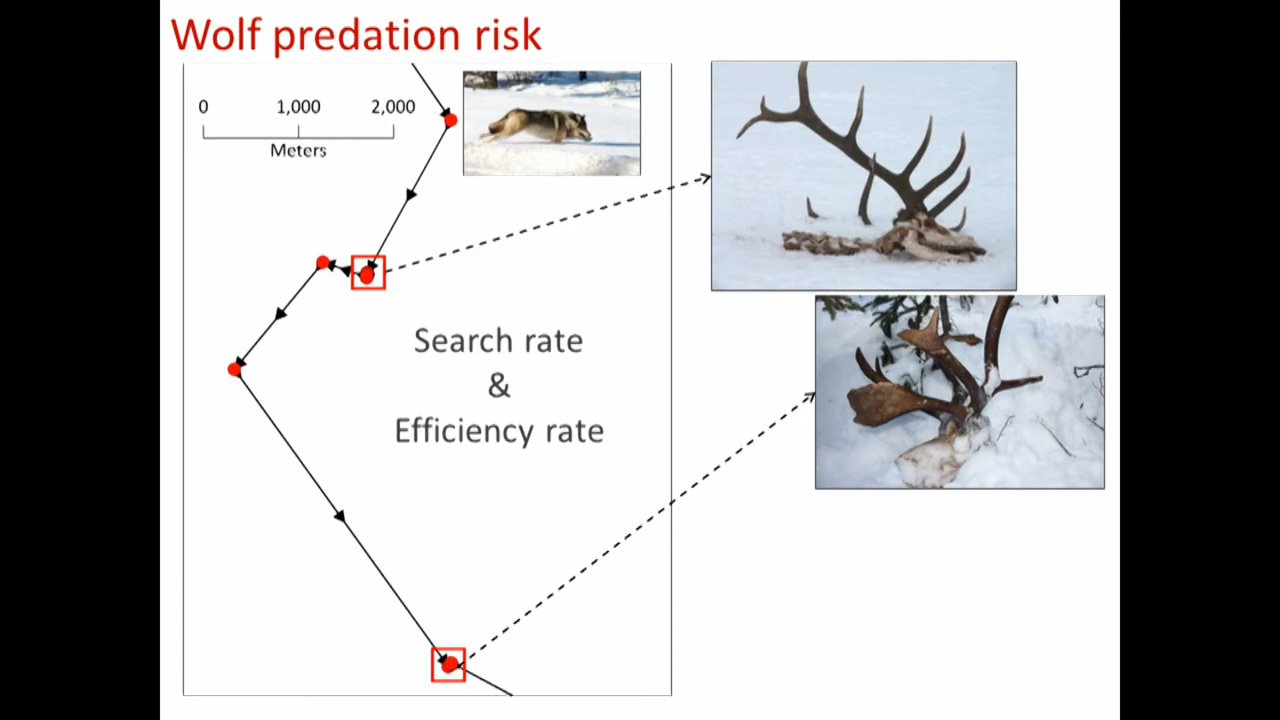 Wolf predation risk
0 1,000 2,000
Meters
Search rate
&
Efficiency rate